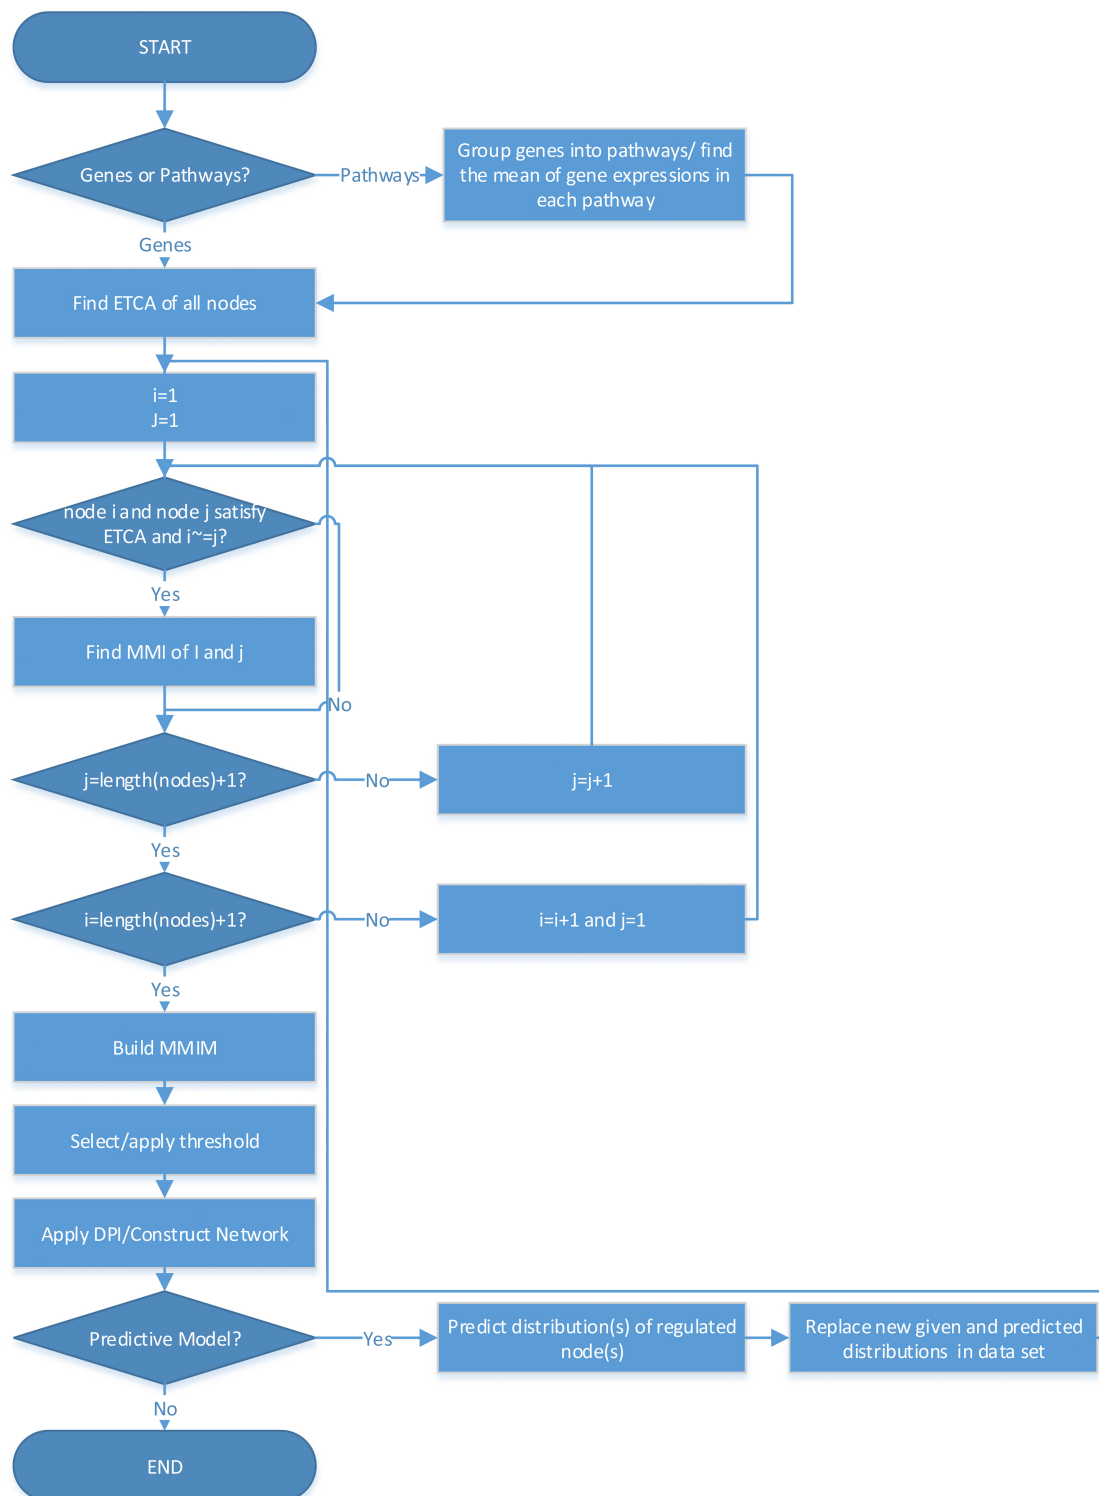 START
Genes or Pathways?
Pathways
Group genes into pathways/ find
the mean of gene expressions in
each pathway
Genes
Find ETCA of all nodes
i=1
J=1
node i and node j satisfy
ETCA and i~=j?
Yes
Find MMI of I and j
No
j=length(nodes)+1?
No
j=j+1
Yes
i=length(nodes)+1?
No
i=i+1 and j=1
Yes
Build MMIM
Select/apply threshold
Apply DPI/Construct Network
Predictive Model?
Yes
Predict distribution(s) of regulated
node(s)
Replace new given and predicted
distributions in data set
No
END